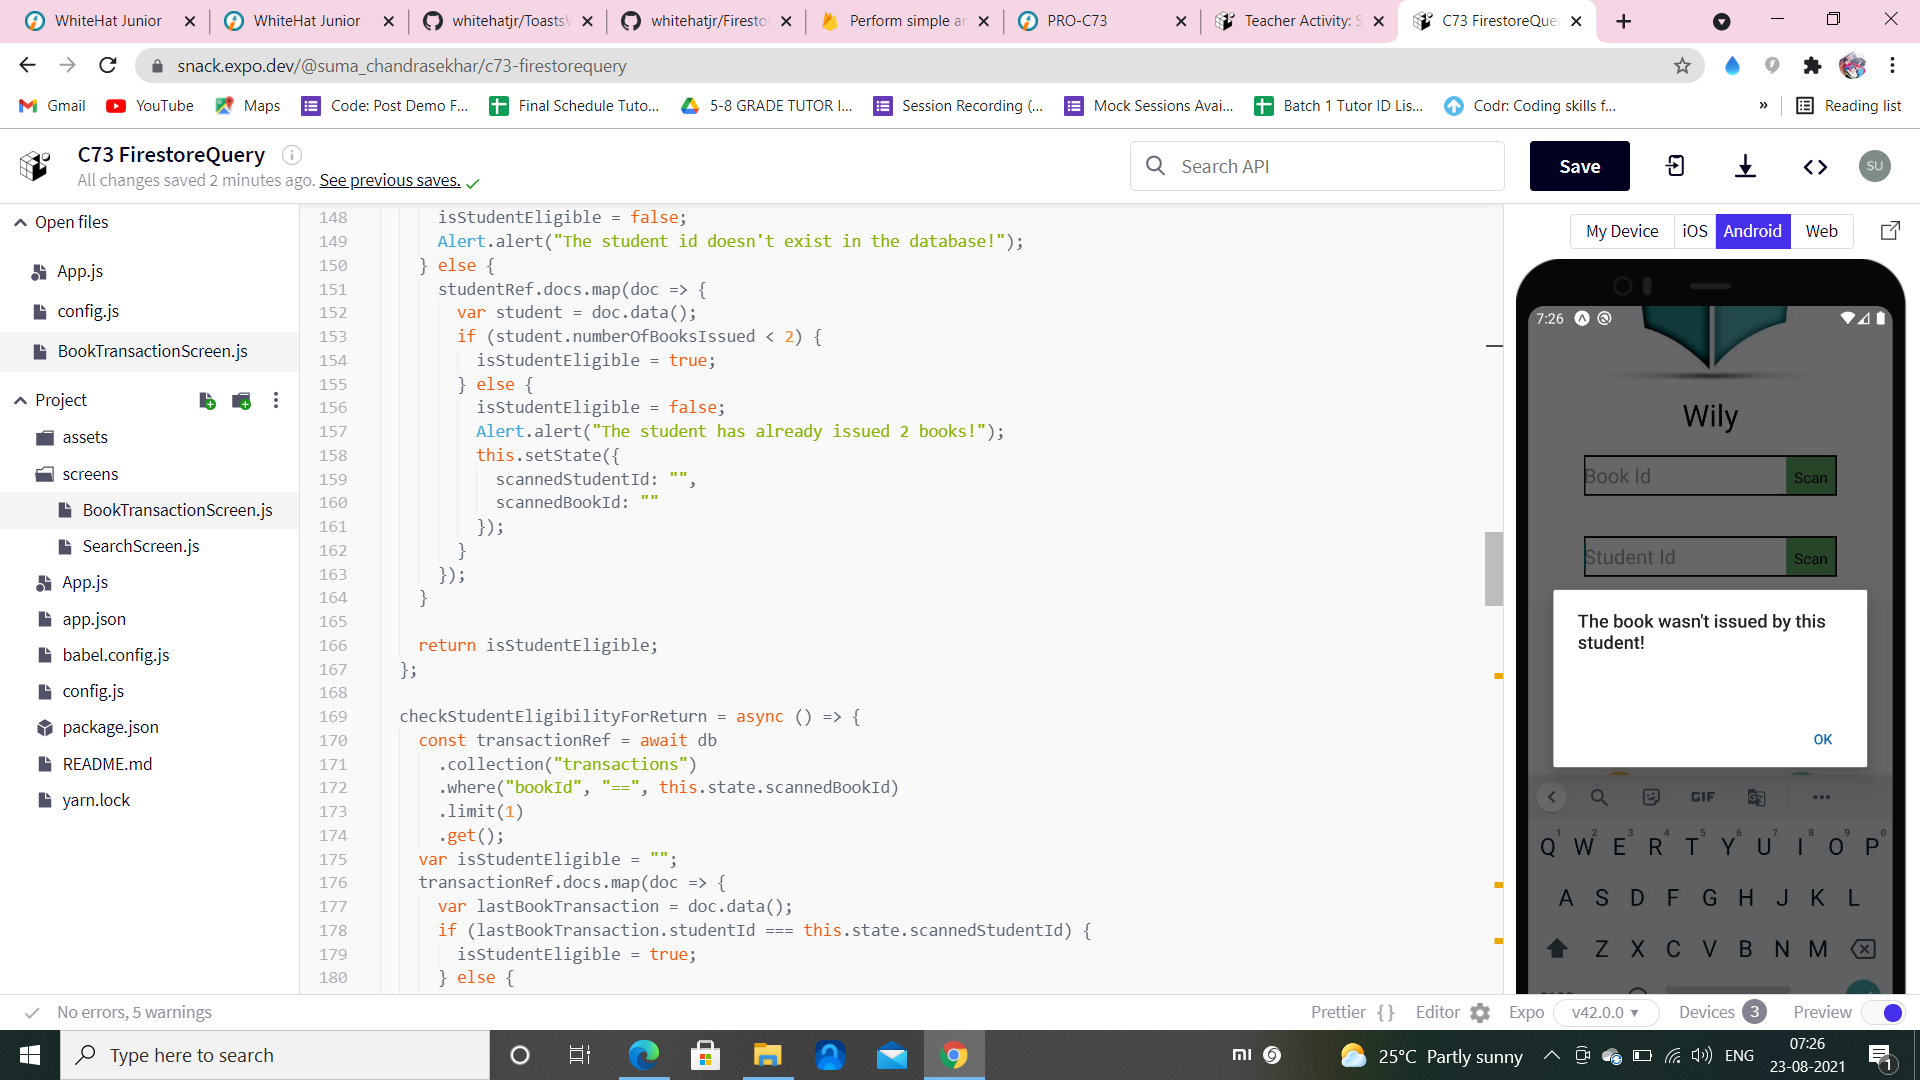 WhiteHat Junior
WhiteHat Junior
whitehatjr/Toasts
whitehatjr/Firesto
Perform simple an
PRO-C73
Teacher Activity: S
C73 FirestoreQue
snack.expo.dev/@suma_chandrasekhar/c73-firestorequery
Gmail
YouTube
Maps
Code: Post Demo F...
Final Schedule Tuto...
5-8 GRADE TUTOR I...
Session Recording (...
Mock Sessions Avai...
Batch 1 Tutor ID Lis...
Codr: Coding skills f...
»
Reading list
C73 FirestoreQuery
All changes saved 2 minutes ago. See previous saves.
Search API
Save
SU
Open files
App.js
config.js
BookTransactionScreen.js
Project
assets
screens
BookTransactionScreen.js
SearchScreen.js
App.js
app.json
babel.config.js
config.js
package.json
README.md
yarn.lock
148 isStudentEligible = false;
149 Alert.alert("The student id doesn't exist in the database!");
150 } else {
151 studentRef.docs.map(doc => {
152 var student = doc.data();
153 if (student.numberOfBooksIssued < 2) {
154 isStudentEligible = true;
155 } else {
156 isStudentEligible = false;
157 Alert.alert("The student has already issued 2 books!");
158 this.setState({
159 scannedStudentId: "",
160 scannedBookId: ""
161 });
162 }
163 });
164 }
165
166 return isStudentEligible;
167 };
168
169 checkStudentEligibilityForReturn = async () => {
170 const transactionRef = await db
171 .collection("transactions")
172 .where("bookId", "==", this.state.scannedBookId)
173 .limit(1)
174 .get();
175 var isStudentEligible = "";
176 transactionRef.docs.map(doc => {
177 var lastBookTransaction = doc.data();
178 if (lastBookTransaction.studentId === this.state.scannedStudentId) {
179 isStudentEligible = true;
180 } else {
My Device
iOS
Android
Web
7:26
Wily
Book Id
Scan
Student Id
Scan
The book wasn't issued by this
student!
OK
GIF
1 2 3 4 5 6 7 8 9 0
Q W E R T Y U I O P
A S D F G H J K L
Z X C V B N M
No errors, 5 warnings
Prettier { }
Editor
Expo
v42.0.0
Devices 3
Preview
Type here to search
mi
25°C Partly sunny
ENG
07:26
23-08-2021
1